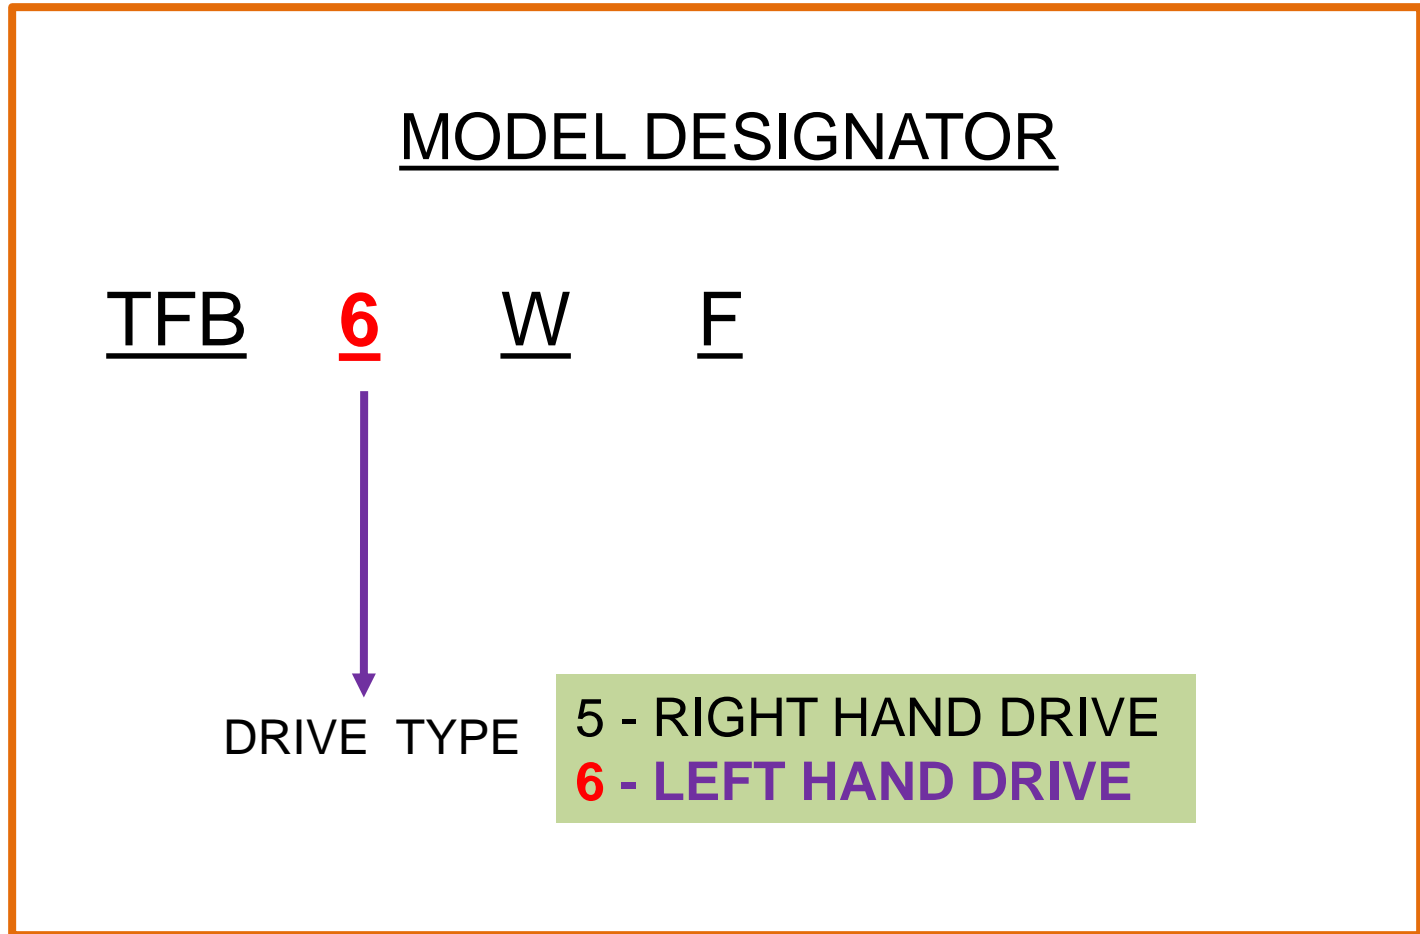 MODEL DESIGNATOR
TFB 6 W F
DRIVE TYPE
5 - RIGHT HAND DRIVE
6 - LEFT HAND DRIVE